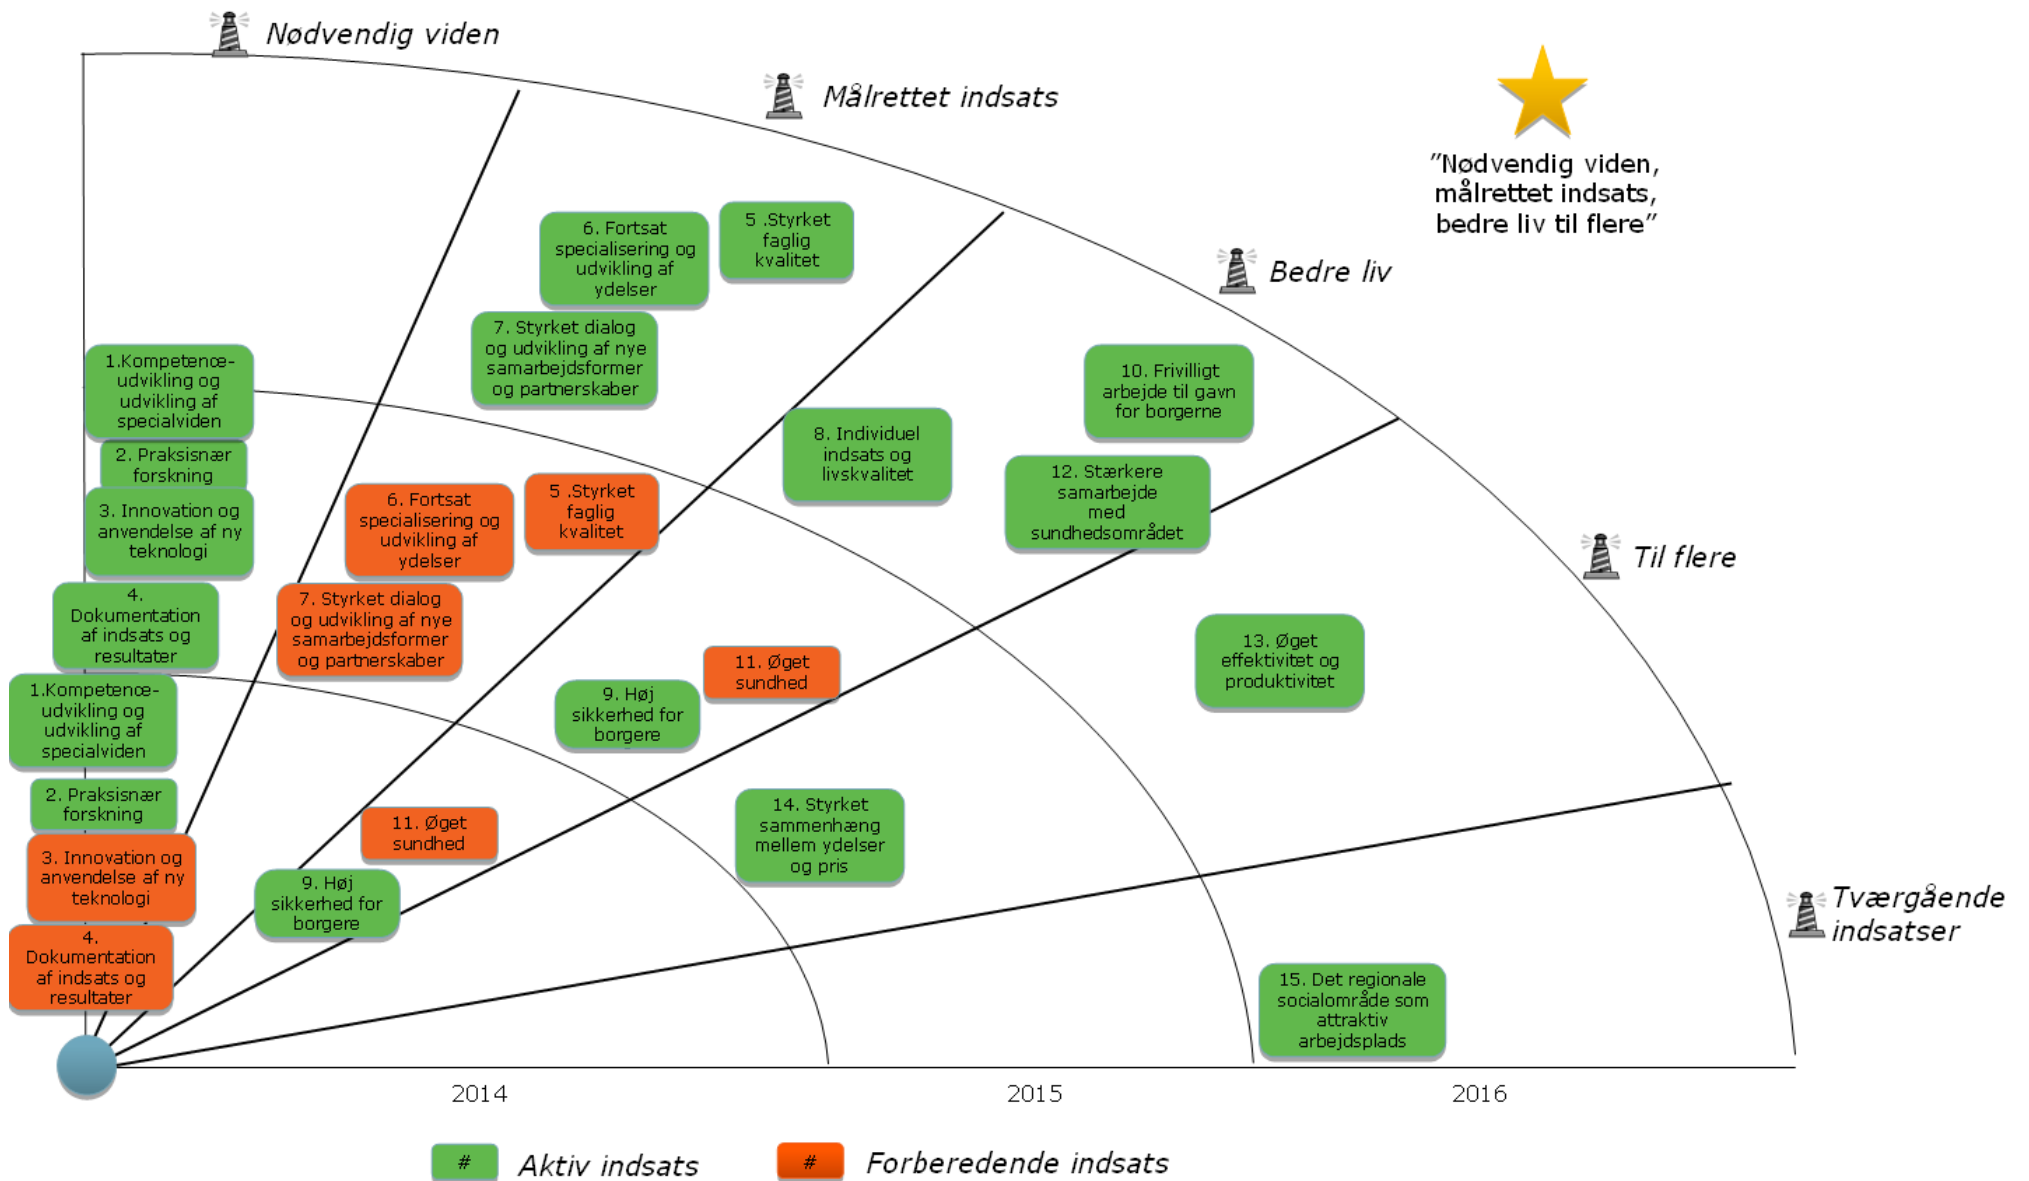 Nødvendig viden
Målrettet indsats
"Nødvendig viden,
målrettet indsats,
bedre liv til flere"
Bedre liv
Til flere
Tværgående
indsatser
6. Fortsat
specialisering og
udvikling af
ydelser
5 .Styrket
faglig
kvalitet
7. Styrket dialog
og udvikling af nye
samarbejdsformer
og partnerskaber
1.Kompetence-
udvikling og
udvikling af
specialviden
2. Praksisnær
forskning
3. Innovation og
anvendelse af ny
teknologi
4.
Dokumentation
af indsats og
resultater
6. Fortsat
specialisering og
udvikling af
ydelser
5 .Styrket
faglig
kvalitet
7. Styrket dialog
og udvikling af nye
samarbejdsformer
og partnerskaber
8. Individuel
indsats og
livskvalitet
10. Frivilligt
arbejde til gavn
for borgerne
12. Stærkere
samarbejde
med
sundhedsområdet
13. Øget
effektivitet og
produktivitet
11. Øget
sundhed
9. Høj
sikkerhed for
borgere
1.Kompetence-
udvikling og
udvikling af
specialviden
2. Praksisnær
forskning
3. Innovation og
anvendelse af ny
teknologi
4.
Dokumentation
af indsats og
resultater
11. Øget
sundhed
9. Høj
sikkerhed for
borgere
14. Styrket
sammenhæng
mellem ydelser
og pris
15. Det regionale
socialområde som
attraktiv
arbejdsplads
2014
2015
2016
# Aktiv indsats
# Forberedende indsats